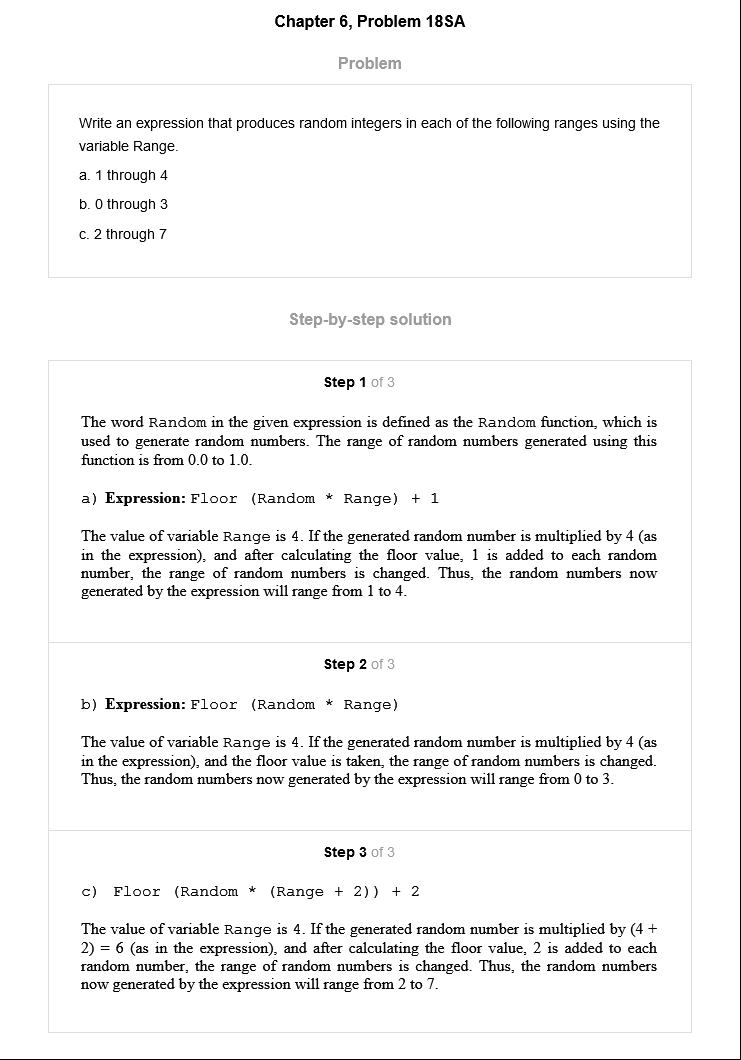 Chapter 6, Problem 18SA
Problem
Write an expression that produces random integers in each of the following ranges using the
variable Range.
a. 1 through 4
b. 0 through 3
c. 2 through 7
Step-by-step solution
Step 1 of 3
The word Random in the given expression is defined as the Random function, which is
used to generate random numbers. The range of random numbers generated using this
function is from 0.0 to 1.0.
a) Expression: Floor (Random * Range) + 1
The value of variable Range is 4. If the generated random number is multiplied by 4 (as
in the expression), and after calculating the floor value, 1 is added to each random
number, the range of random numbers is changed. Thus, the random numbers now
generated by the expression will range from 1 to 4.
Step 2 of 3
b) Expression: Floor (Random * Range)
The value of variable Range is 4. If the generated random number is multiplied by 4 (as
in the expression), and the floor value is taken, the range of random numbers is changed.
Thus, the random numbers now generated by the expression will range from 0 to 3.
Step 3 of 3
c) Floor (Random * (Range + 2)) + 2
The value of variable Range is 4. If the generated random number is multiplied by (4 +
2) = 6 (as in the expression), and after calculating the floor value, 2 is added to each
random number, the range of random numbers is changed. Thus, the random numbers
now generated by the expression will range from 2 to 7.